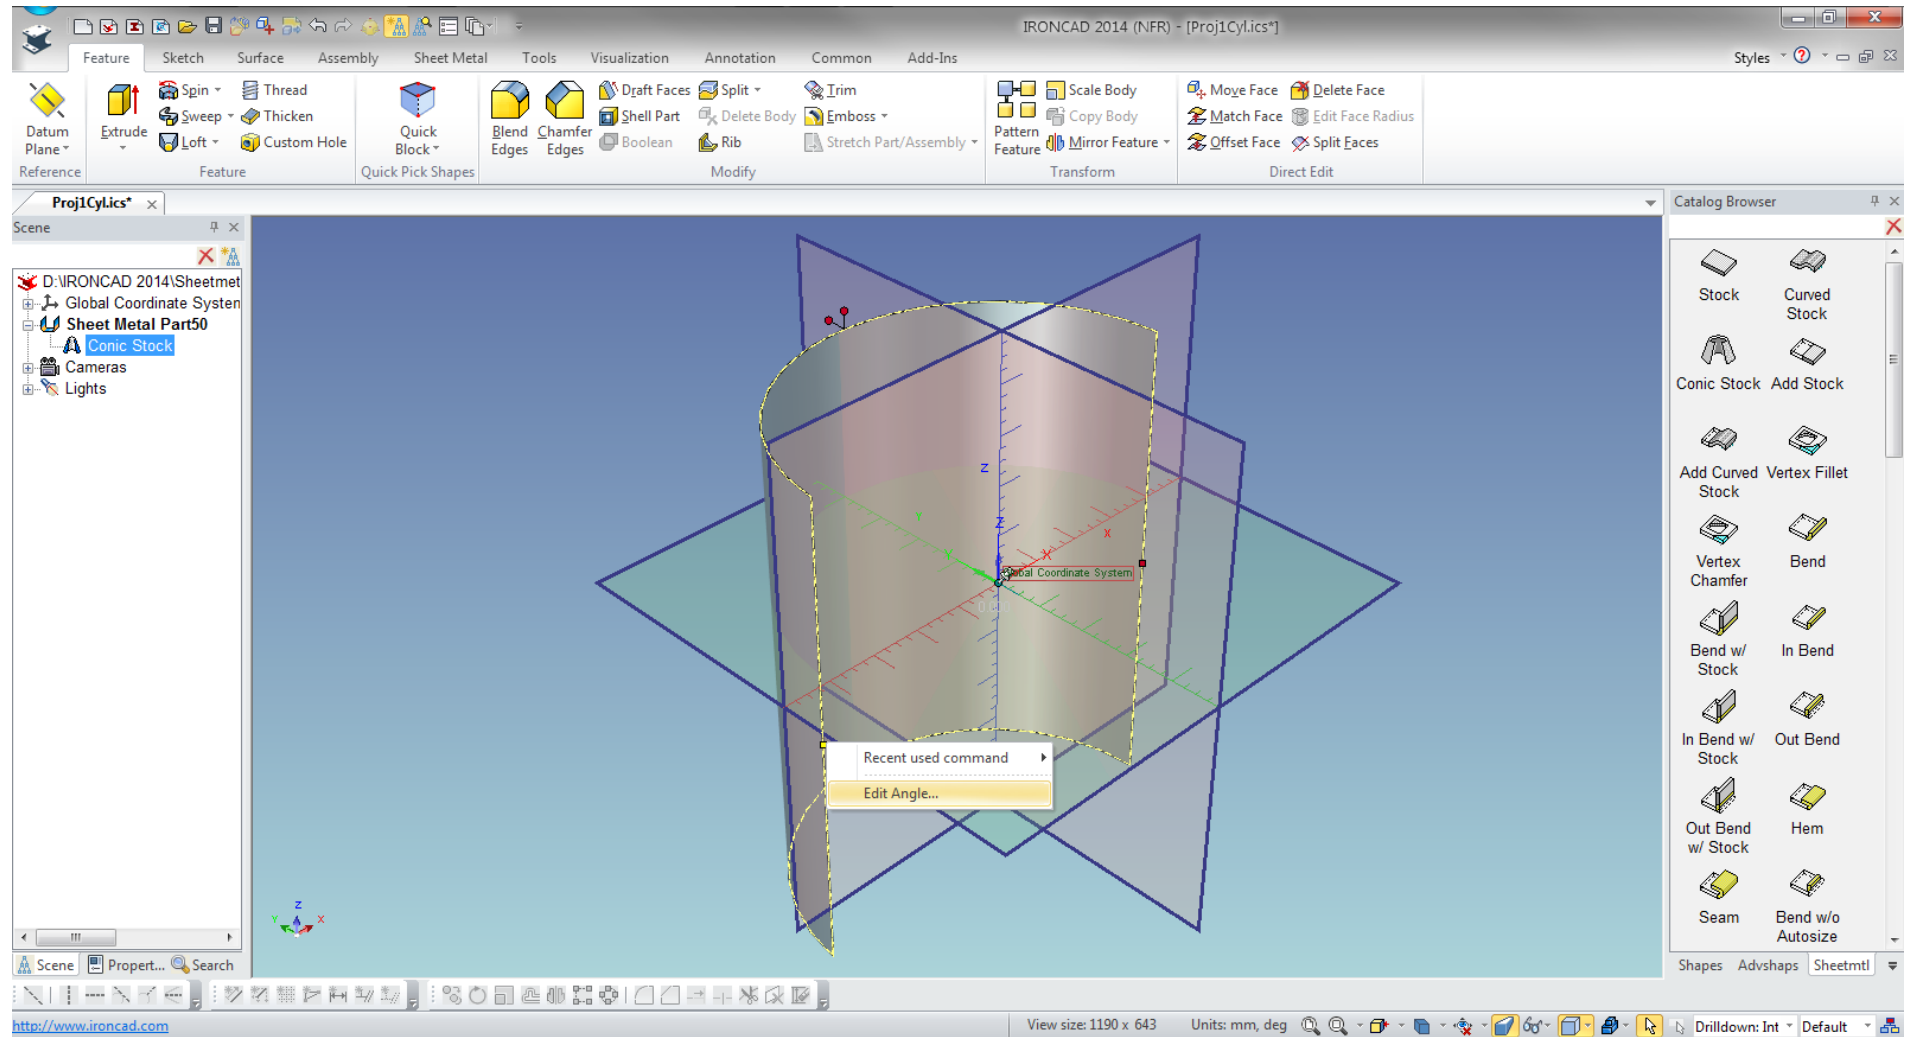 IRONCAD 2014 (NFR) - [Proj1Cyl.ics*]
Feature Sketch Surface Assembly Sheet Metal Tools Visualization Annotation Common Add-Ins Styles
Datum Plane
Extrude
Spin
Sweep
Loft
Thread
Thicken
Custom Hole
Quick Block
Blend Edges
Chamfer Edges
Draft Faces
Shell Part
Boolean
Split
Delete Body
Rib
Trim
Emboss
Stretch Part/Assembly
Pattern Feature
Scale Body
Copy Body
Mirror Feature
Move Face
Match Face
Offset Face
Delete Face
Edit Face Radius
Split Faces
Reference Feature Quick Pick Shapes Modify Transform Direct Edit
Proj1Cyl.ics*
Scene
D:\IRONCAD 2014\Sheetmet
Global Coordinate System
Sheet Metal Part50
Conic Stock
Cameras
Lights
Scene Propert... Search
Z
Y
Z
X
X
Y
Global Coordinate System
Recent used command
Edit Angle...
Z
Y
X
Catalog Browser
Stock
Curved Stock
Conic Stock
Add Stock
Add Curved Stock
Vertex Fillet
Vertex Chamfer
Bend
Bend w/ Stock
In Bend
In Bend w/ Stock
Out Bend
Out Bend w/ Stock
Hem
Seam
Bend w/o Autosize
Shapes Advshaps Sheetmtl
http://www.ironcad.com
View size: 1190 x 643 Units: mm, deg Drilldown: Int Default